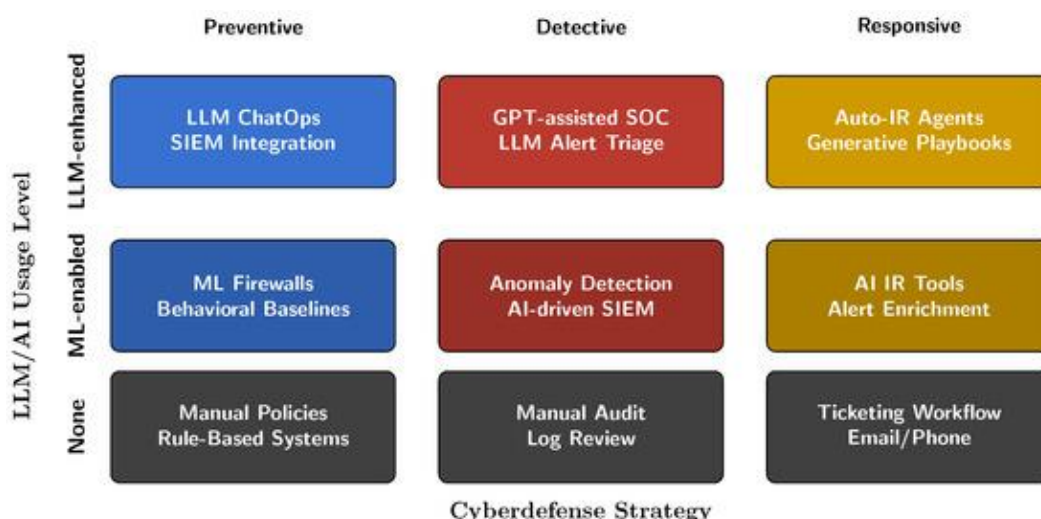 Preventive
Detective
Responsive
LLM/AI Usage Level
LLM-enhanced
LLM ChatOps
SIEM Integration
GPT-assisted SOC
LLM Alert Triage
Auto-IR Agents
Generative Playbooks
ML-enabled
ML Firewalls
Behavioral Baselines
Anomaly Detection
AI-driven SIEM
AI IR Tools
Alert Enrichment
None
Manual Policies
Rule-Based Systems
Manual Audit
Log Review
Ticketing Workflow
Email/Phone
Cyberdefense Strategy